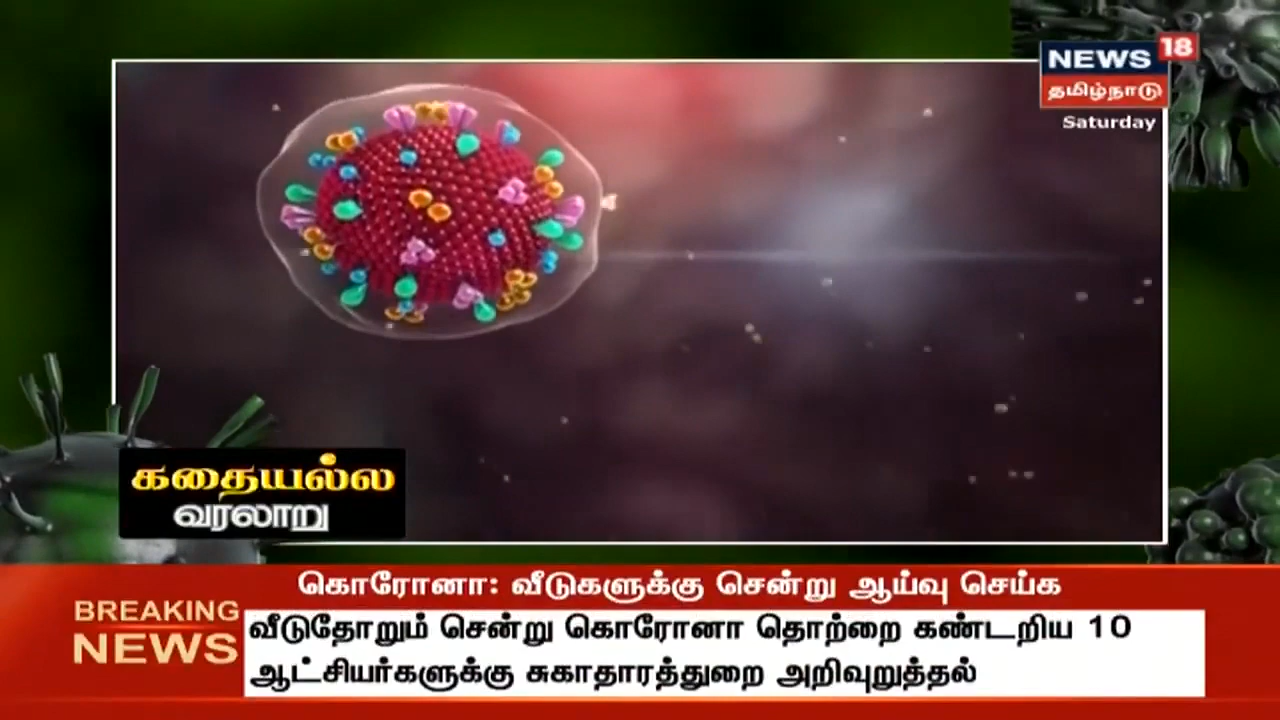 NEWS 18
தமிழ்நாடு
Saturday
கதையல்ல
வரலாறு
கொரோனா: வீடுகளுக்கு சென்று ஆய்வு செய்க
BREAKING
NEWS
வீடுதோறும் சென்று கொரோனா தொற்றை கண்டறிய 10
ஆட்சியர்களுக்கு சுகாதாரத்துறை அறிவுறுத்தல்